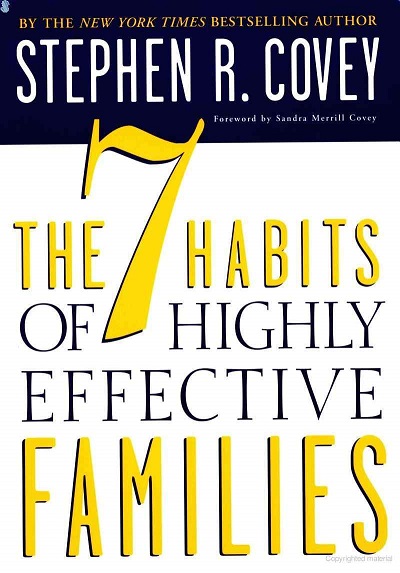 BY THE NEW YORK TIMES BESTSELLING AUTHOR
STEPHEN R. COVEY
Foreword by Sandra Merrill Covey
THE 7 HABITS
OF HIGHLY
EFFECTIVE
FAMILIES
Copyrighted material